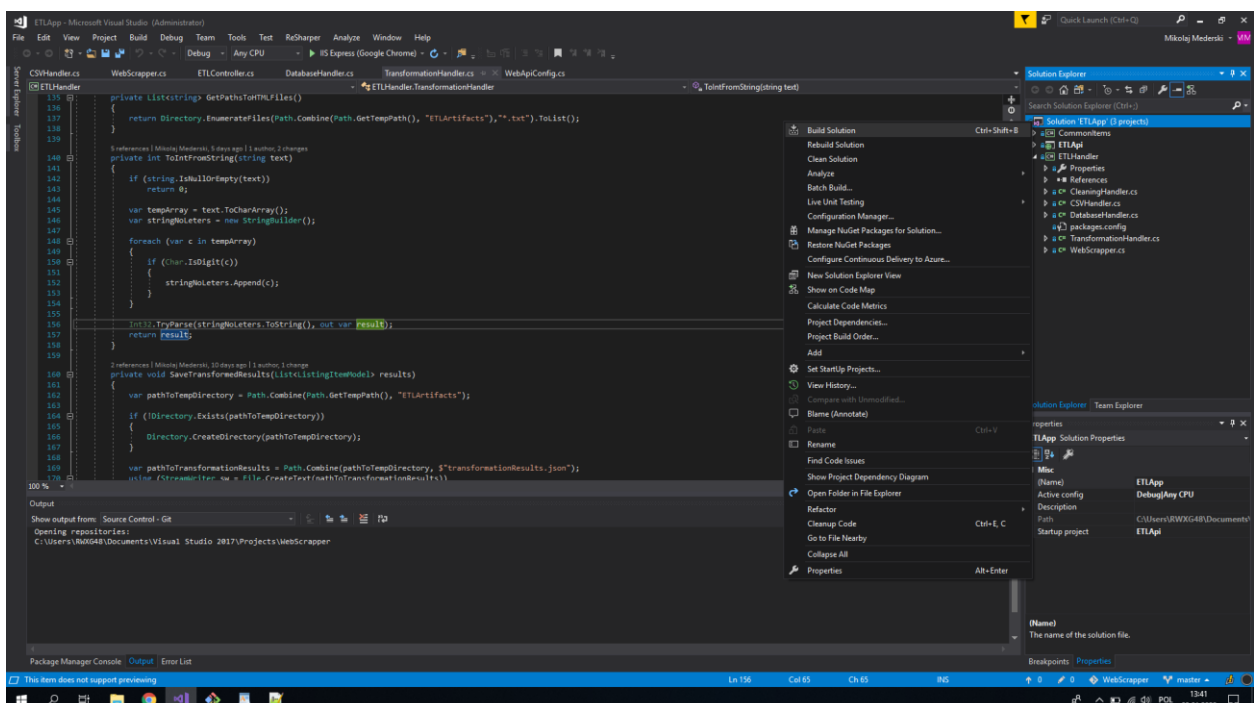 ETLApp - Microsoft Visual Studio (Administrator)
Quick Launch (Ctrl+Q)
File Edit View Project Build Debug Team Tools Test ReSharper Analyze Window Help
Mikolaj Mederski
MM
Debug Any CPU IIS Express (Google Chrome)
Server Explorer
Toolbox
CSVHandler.cs WebScrapper.cs ETLController.cs DatabaseHandler.cs TransformationHandler.cs WebApiConfig.cs
ETLHandler ETLHandler.TransformationHandler ToIntFromString(string text)
135 private List<string> GetPathsToHTMLFiles()
136 {
137 return Directory.EnumerateFiles(Path.Combine(Path.GetTempPath(), "ETLArtifacts"),"*.txt").ToList();
138 }
139
5 references | Mikolaj Mederski, 5 days ago | 1 author, 2 changes
140 private int ToIntFromString(string text)
141 {
142 if (string.IsNullOrEmpty(text))
143 return 0;
144
145 var tempArray = text.ToCharArray();
146 var stringNoLeters = new StringBuilder();
147
148 foreach (var c in tempArray)
149 {
150 if (Char.IsDigit(c))
151 {
152 stringNoLeters.Append(c);
153 }
154 }
155
156 Int32.TryParse(stringNoLeters.ToString(), out var result);
157 return result;
158 }
159
2 references | Mikolaj Mederski, 10 days ago | 1 author, 1 change
160 private void SaveTransformedResults(List<ListingItemModel> results)
161 {
162 var pathToTempDirectory = Path.Combine(Path.GetTempPath(), "ETLArtifacts");
163
164 if (!Directory.Exists(pathToTempDirectory))
165 {
166 Directory.CreateDirectory(pathToTempDirectory);
167 }
168
169 var pathToTransformationResults = Path.Combine(pathToTempDirectory, $"transformationResults.json");
170 using (StreamWriter sw = File.CreateText(pathToTransformationResults))
100 %
Output
Show output from: Source Control - Git
Opening repositories:
C:\Users\RWXG48\Documents\Visual Studio 2017\Projects\WebScrapper
Package Manager Console Output Error List
Build Solution Ctrl+Shift+B
Rebuild Solution
Clean Solution
Analyze
Batch Build...
Live Unit Testing
Configuration Manager...
Manage NuGet Packages for Solution...
Restore NuGet Packages
Configure Continuous Delivery to Azure...
New Solution Explorer View
Show on Code Map
Calculate Code Metrics
Project Dependencies...
Project Build Order...
Add
Set StartUp Projects...
View History...
Compare with Unmodified...
Blame (Annotate)
Paste Ctrl+V
Rename
Find Code Issues
Show Project Dependency Diagram
Open Folder in File Explorer
Refactor
Cleanup Code Ctrl+E, C
Go to File Nearby
Collapse All
Properties Alt+Enter
Solution Explorer
Search Solution Explorer (Ctrl+;)
Solution 'ETLApp' (3 projects)
CommonItems
ETLApi
ETLHandler
Properties
References
CleaningHandler.cs
CSVHandler.cs
DatabaseHandler.cs
packages.config
TransformationHandler.cs
WebScrapper.cs
Solution Explorer Team Explorer
Properties
ETLApp Solution Properties
Misc
(Name) ETLApp
Active config Debug|Any CPU
Description
Path C:\Users\RWXG48\Documents\
Startup project ETLApi
(Name)
The name of the solution file.
Breakpoints Properties
This item does not support previewing Ln 156 Col 65 Ch 65 INS 0 0 WebScrapper master
POL 13:41